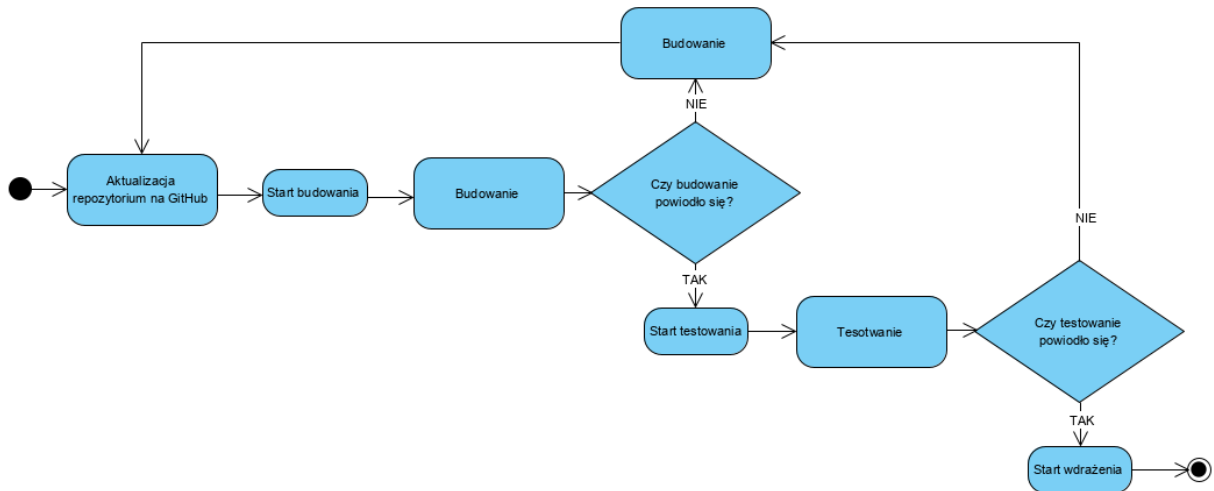 Budowanie
NIE
Aktualizacja
repozytorium na GitHub
Start budowania
Budowanie
Czy budowanie
powiodło się?
NIE
TAK
Start testowania
Tesotwanie
Czy testowanie
powiodło się?
TAK
Start wdrażenia